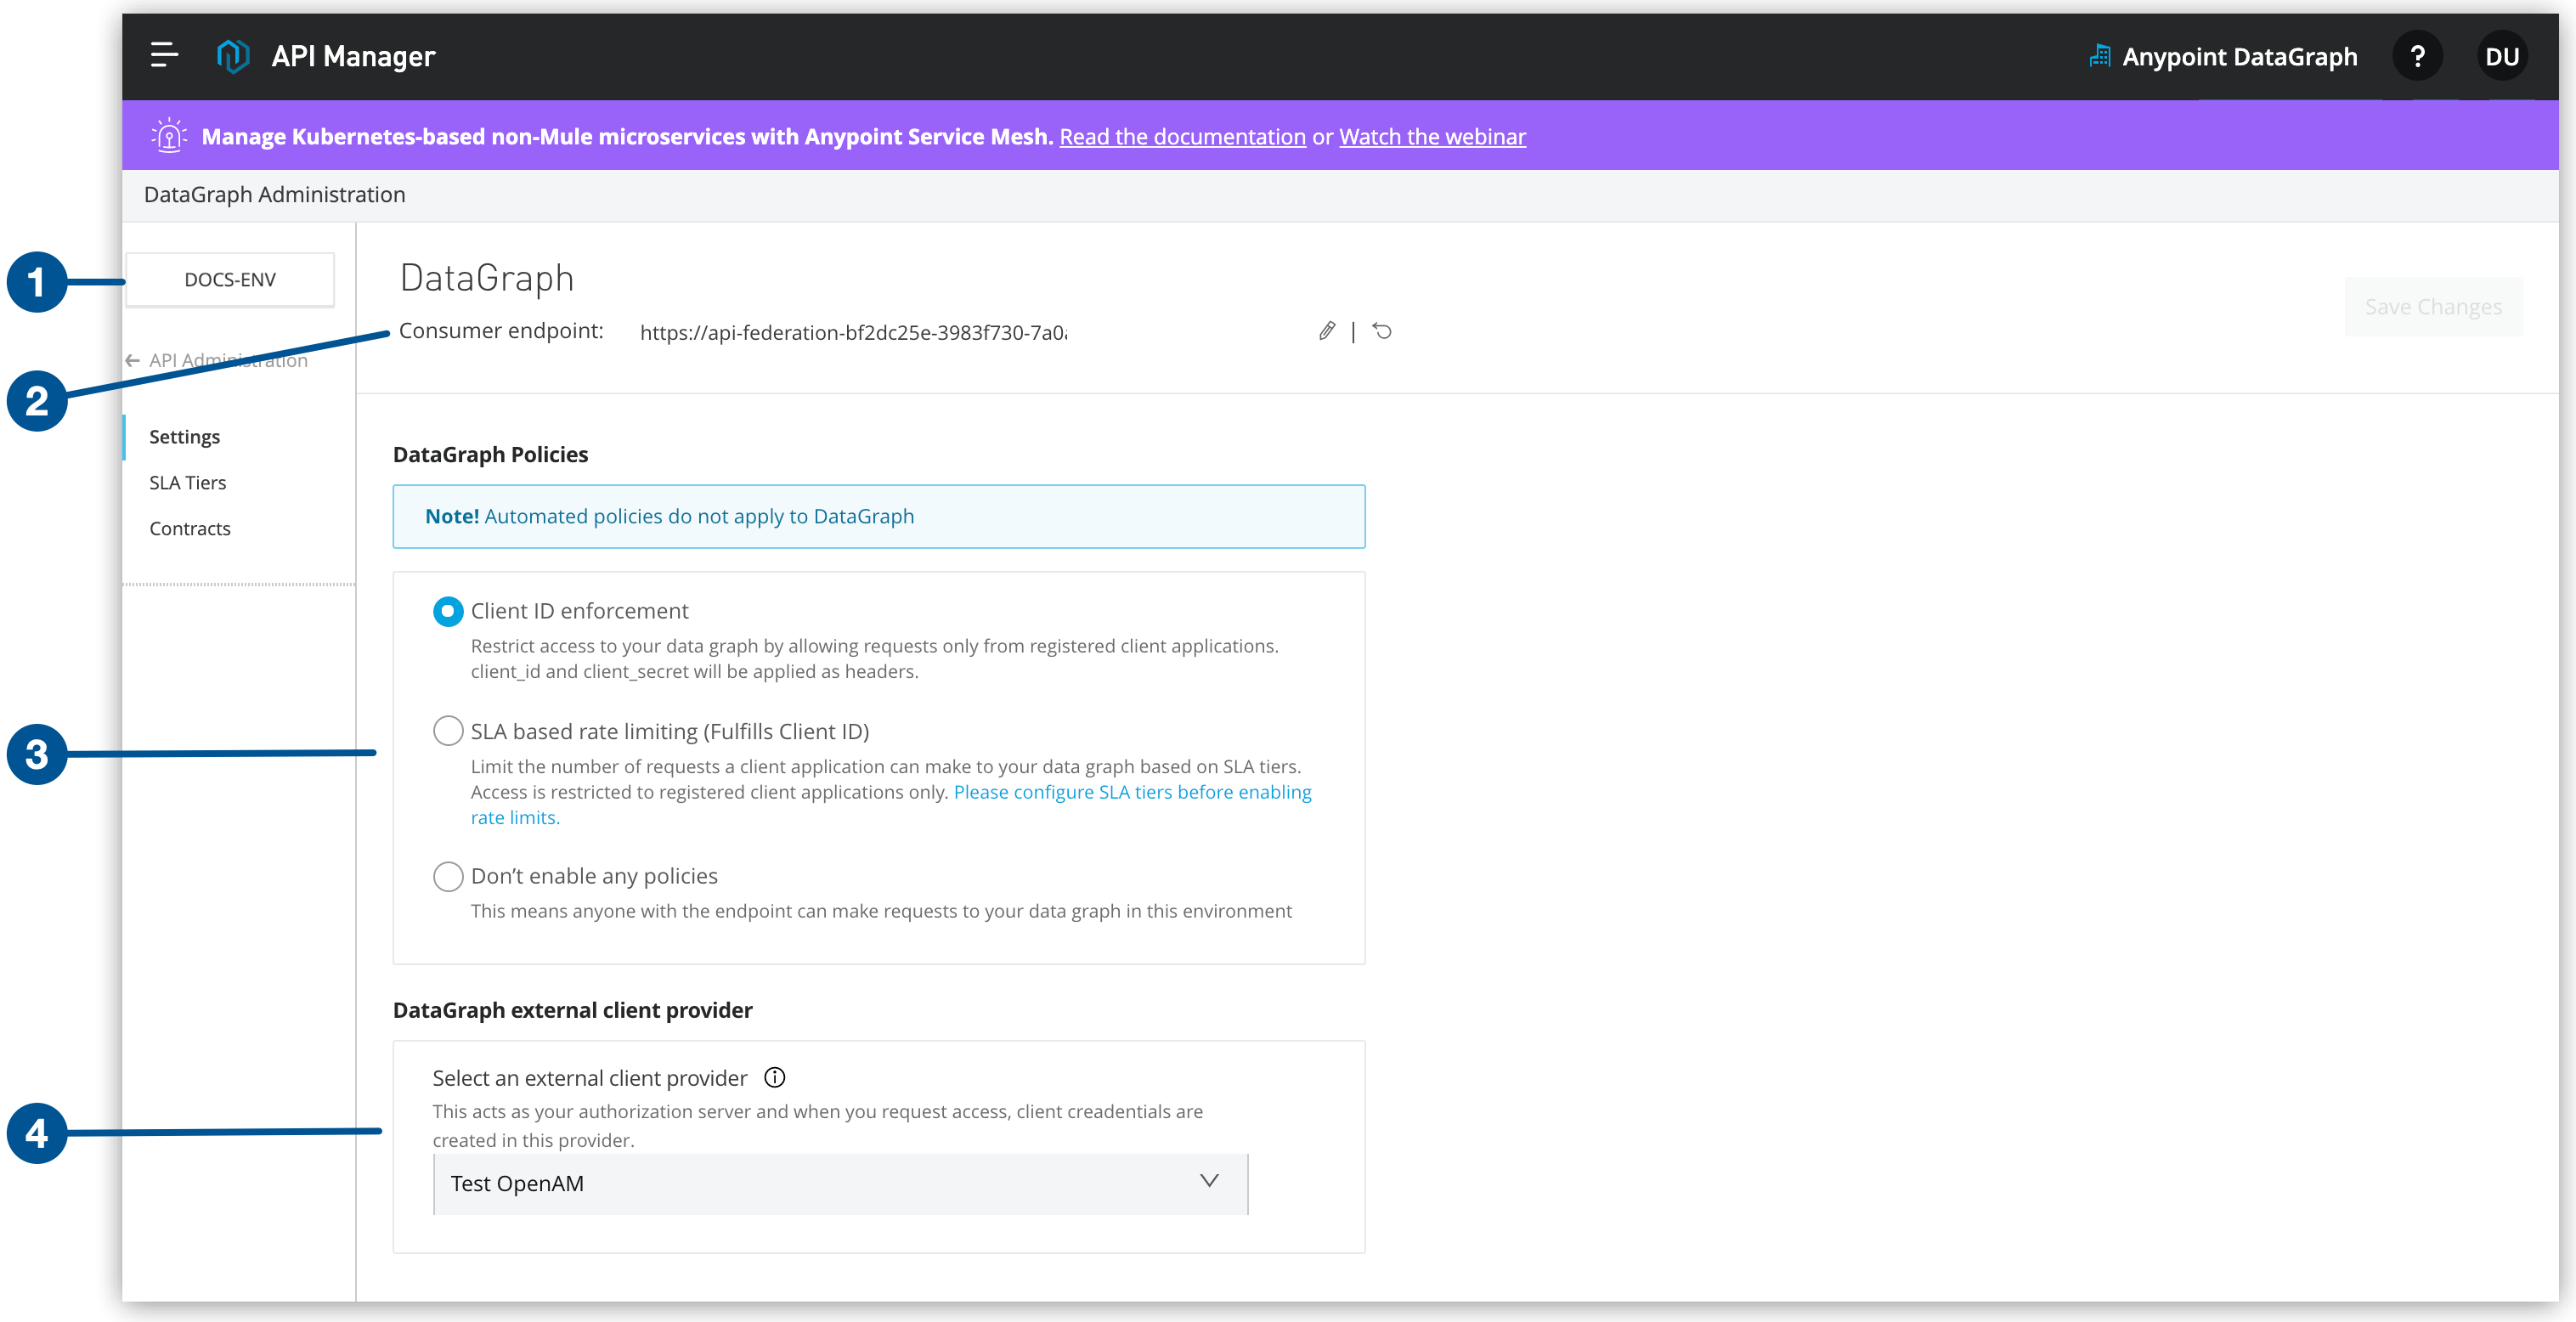 API Manager
Anypoint DataGraph
?
DU
Manage Kubernetes-based non-Mule microservices with Anypoint Service Mesh. Read the documentation or Watch the webinar
DataGraph Administration
1
DOCS-ENV
2
API Administration
Settings
SLA Tiers
Contracts
DataGraph
Save Changes
Consumer endpoint: https://api-federation-bf2dc25e-3983f730-7a0
|
DataGraph Policies
Note! Automated policies do not apply to DataGraph
3
Client ID enforcement
Restrict access to your data graph by allowing requests only from registered client applications.
client_id and client_secret will be applied as headers.
SLA based rate limiting (Fulfills Client ID)
Limit the number of requests a client application can make to your data graph based on SLA tiers.
Access is restricted to registered client applications only. Please configure SLA tiers before enabling
rate limits.
Don't enable any policies
This means anyone with the endpoint can make requests to your data graph in this environment
DataGraph external client provider
4
Select an external client provider
This acts as your authorization server and when you request access, client creadentials are
created in this provider.
Test OpenAM